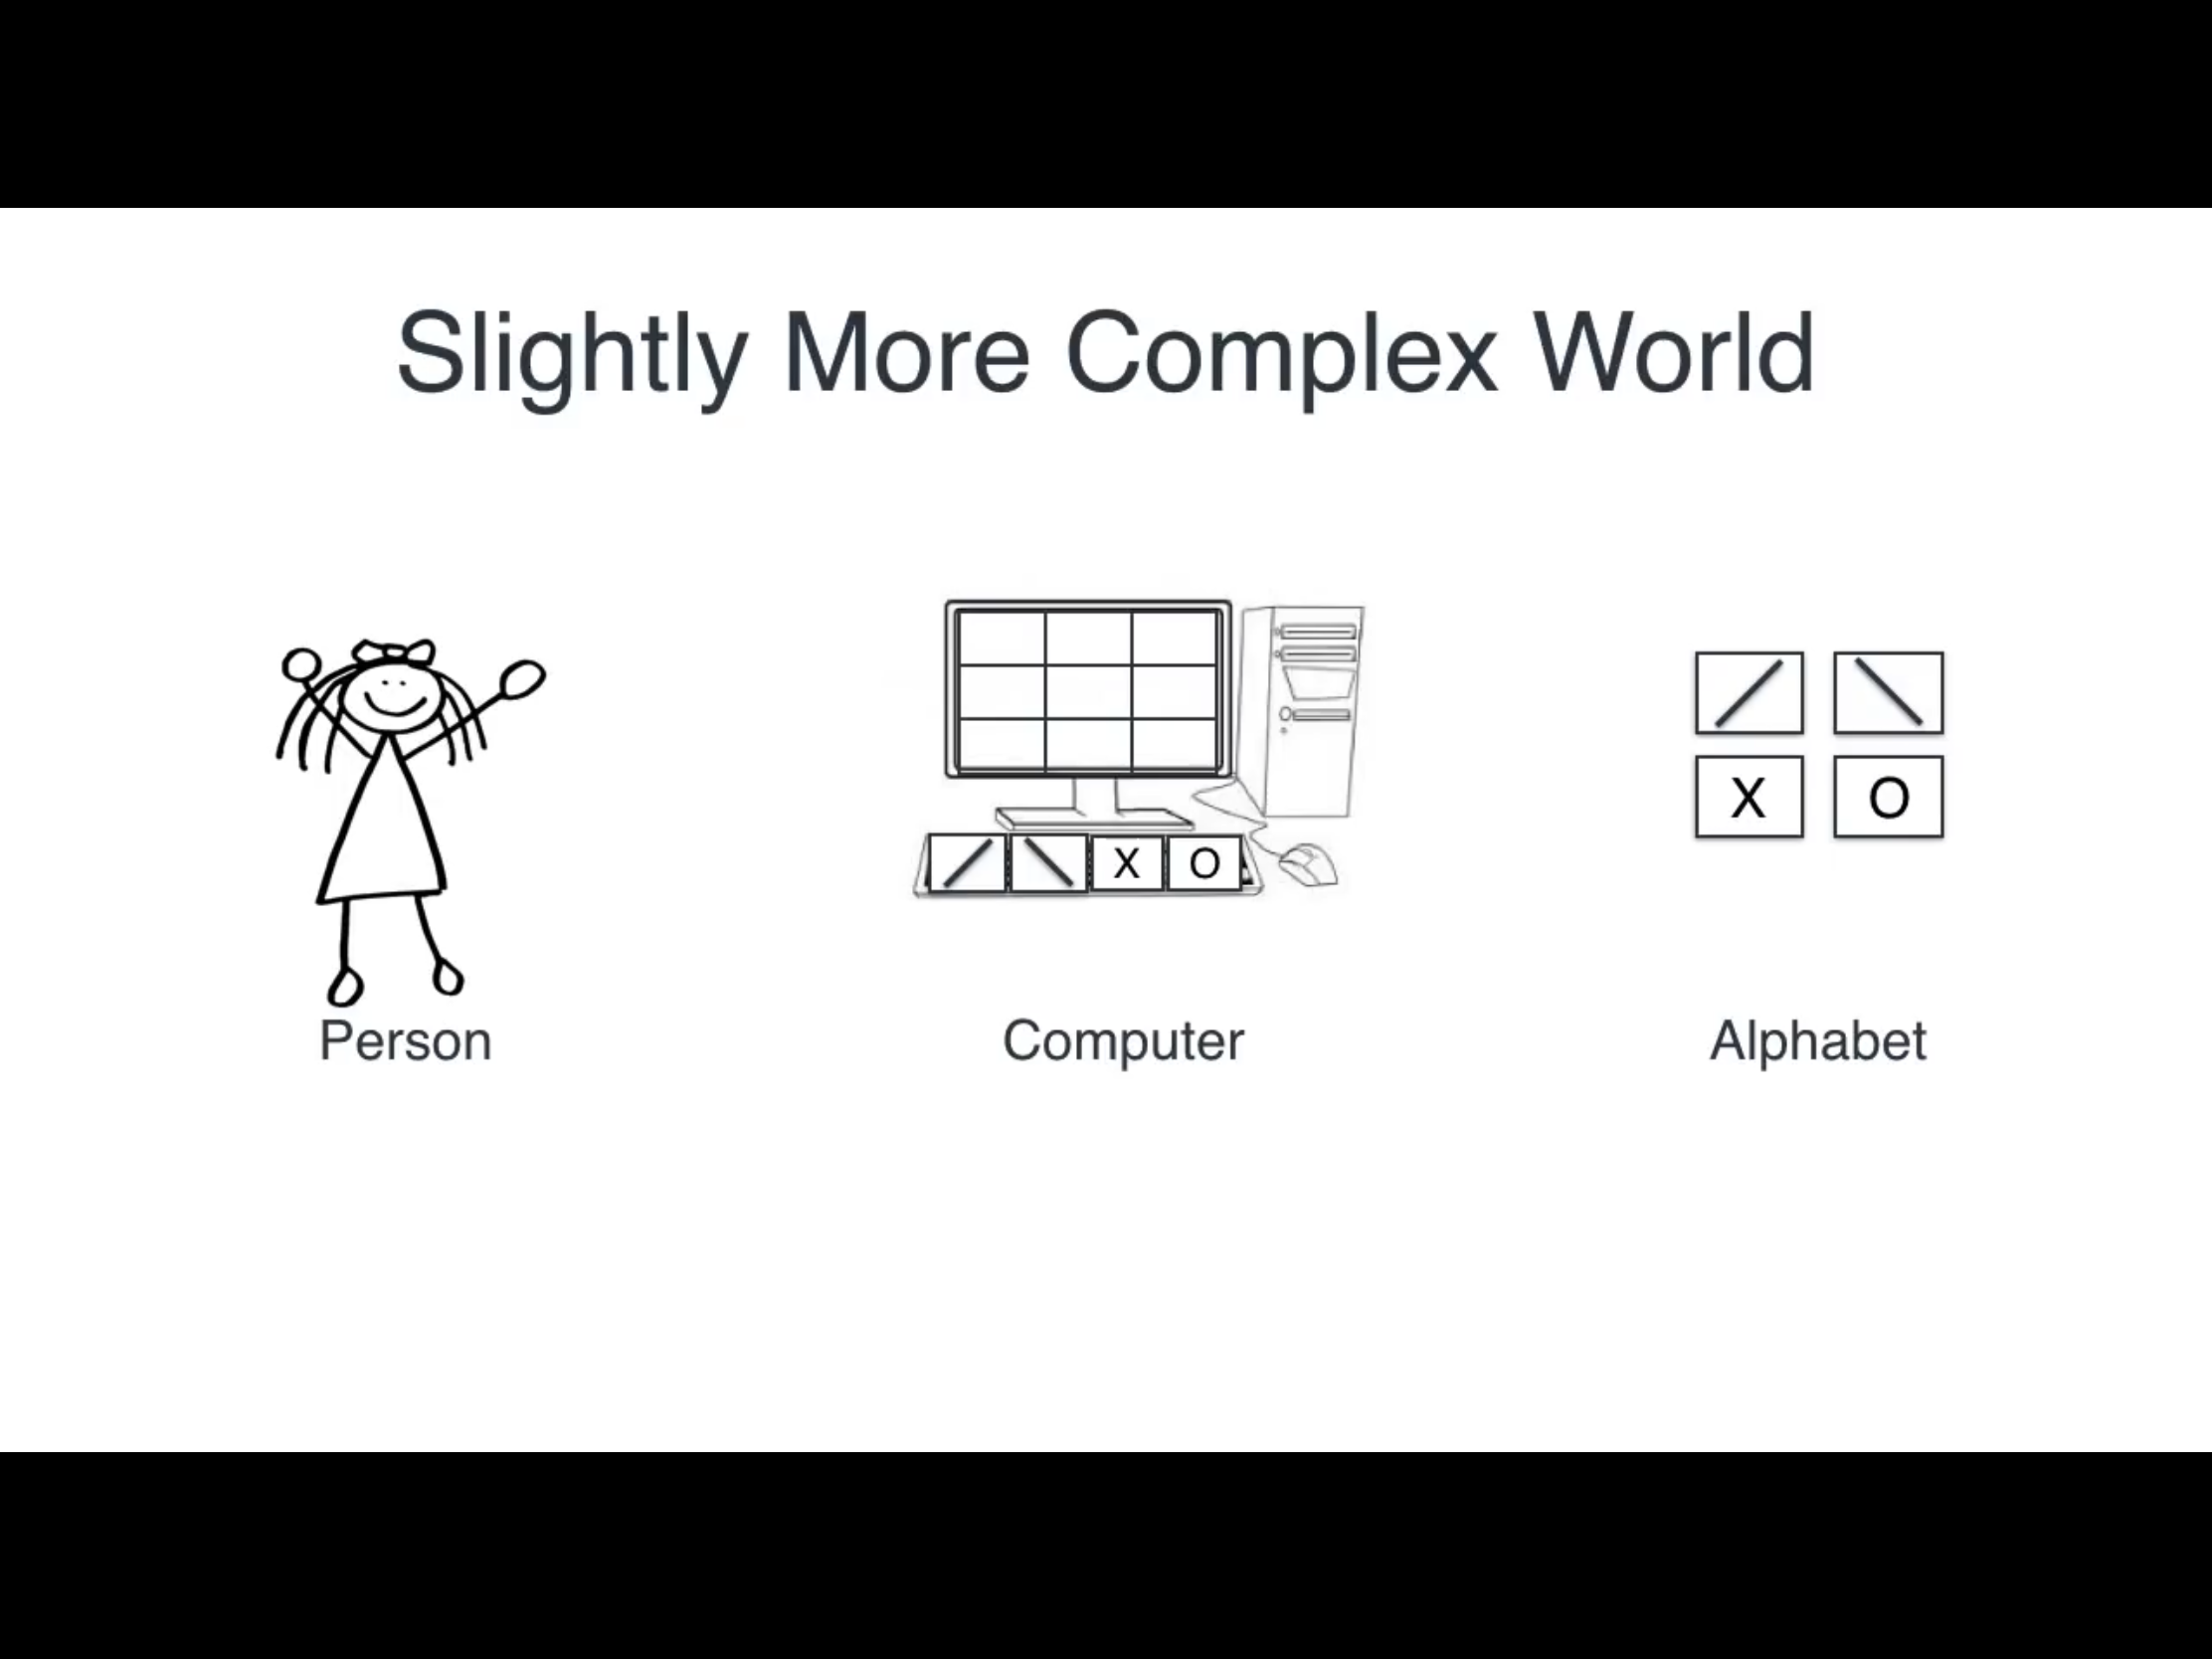 Slightly More Complex World
/ \
X O
/ \ X O
Person Computer Alphabet